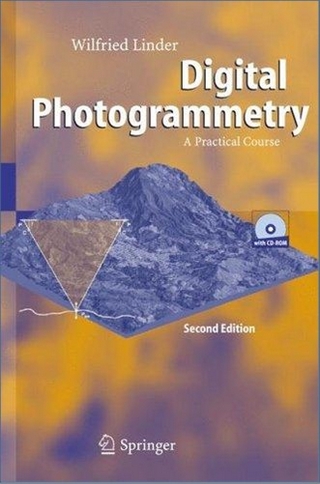 Wilfried Linder
Digital
Photogrammetry
A Practical Course
with CD-ROM
Second Edition
Springer